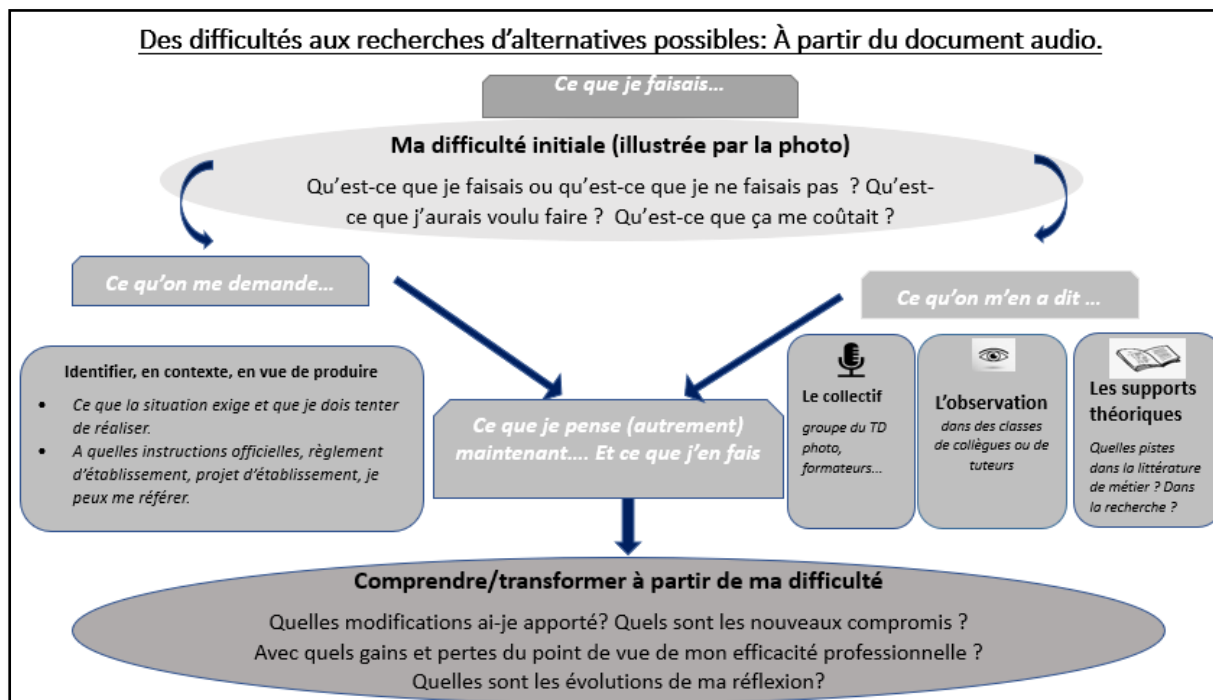 Des difficultés aux recherches d'alternatives possibles: À partir du document audio.
Ce que je faisais...
Ma difficulté initiale (illustrée par la photo)
Qu'est-ce que je faisais ou qu'est-ce que je ne faisais pas ? Qu'est-
ce que j'aurais voulu faire ? Qu'est-ce que ça me coûtait ?
Ce qu'on me demande...
Ce qu'on m'en a dit ...
Identifier, en contexte, en vue de produire
• Ce que la situation exige et que je dois tenter
de réaliser.
• A quelles instructions officielles, règlement
d'établissement, projet d'établissement, je
peux me référer.
Ce que je pense (autrement)
maintenant.... Et ce que j'en fais
Le collectif
groupe du TD
photo,
formateurs...
L'observation
dans des classes
de collègues ou de
tuteurs
Les supports
théoriques
Quelles pistes
dans la littérature
de métier ? Dans
la recherche ?
Comprendre/transformer à partir de ma difficulté
Quelles modifications ai-je apporté? Quels sont les nouveaux compromis ?
Avec quels gains et pertes du point de vue de mon efficacité professionnelle ?
Quelles sont les évolutions de ma réflexion?